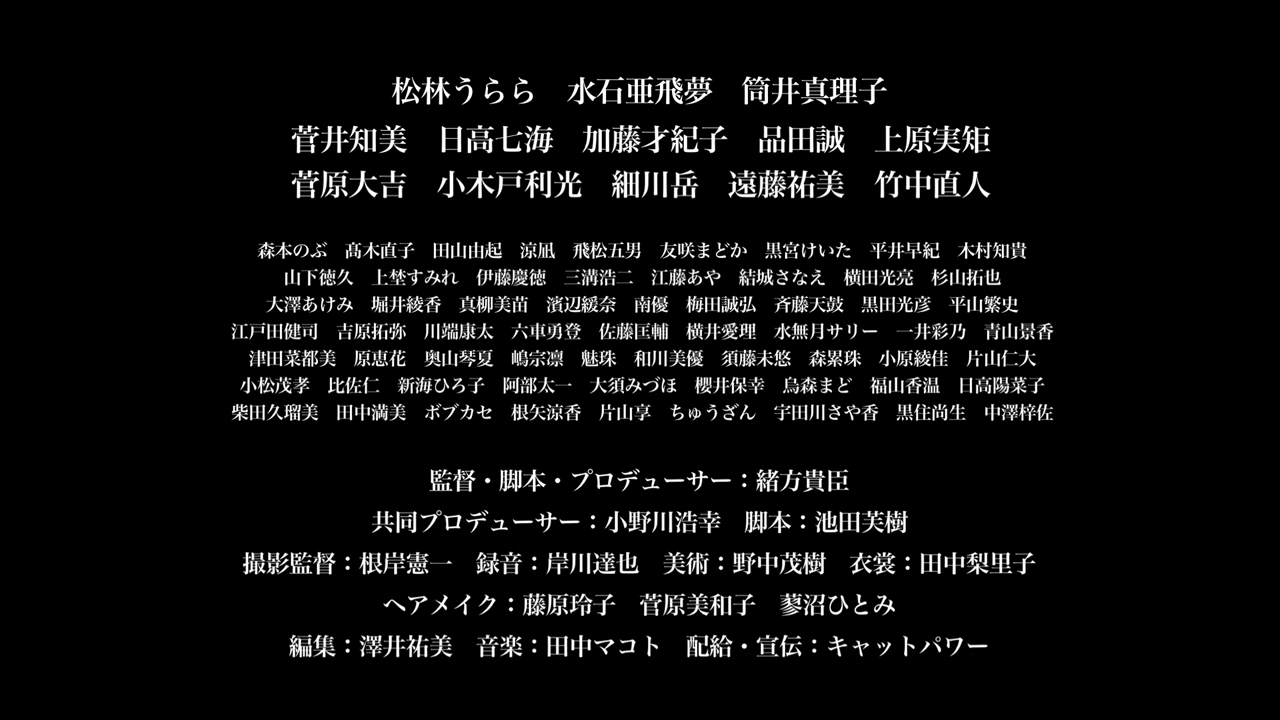 松林うらら　水石亜飛夢　筒井真理子
菅井知美　日高七海　加藤才紀子　品田誠　上原実矩
菅原大吉　小木戸利光　細川岳　遠藤祐美　竹中直人
森本のぶ　髙木直子　田山由起　涼凪　飛松五男　友咲まどか　黒宮けいた　平井早紀　木村知貴
山下徳久　上埜すみれ　伊藤慶徳　三溝浩二　江藤あや　結城さなえ　横田光亮　杉山拓也
大澤あけみ　堀井綾香　真柳美苗　濱辺緩奈　南優　梅田誠弘　斉藤天鼓　黒田光彦　平山繁史
江戸田健司　吉原拓弥　川端康太　六車勇登　佐藤匡輔　横井愛理　水無月サリー　一井彩乃　青山景香
津田菜都美　原恵花　奥山琴夏　嶋宗凛　魅珠　和川美優　須藤未悠　森累珠　小原綾佳　片山仁大
小松茂孝　比佐仁　新海ひろ子　阿部太一　大須みづほ　櫻井保幸　烏森まど　福山香温　日高陽菜子
柴田久瑠美　田中満美　ボブカセ　根矢涼香　片山享　ちゅうざん　宇田川さや香　黒住尚生　中澤梓佐
監督・脚本・プロデューサー：緒方貴臣
共同プロデューサー：小野川浩幸　脚本：池田芙樹
撮影監督：根岸憲一　録音：岸川達也　美術：野中茂樹　衣裳：田中梨里子
ヘアメイク：藤原玲子　菅原美和子　蓼沼ひとみ
編集：澤井祐美　音楽：田中マコト　配給・宣伝：キャットパワー